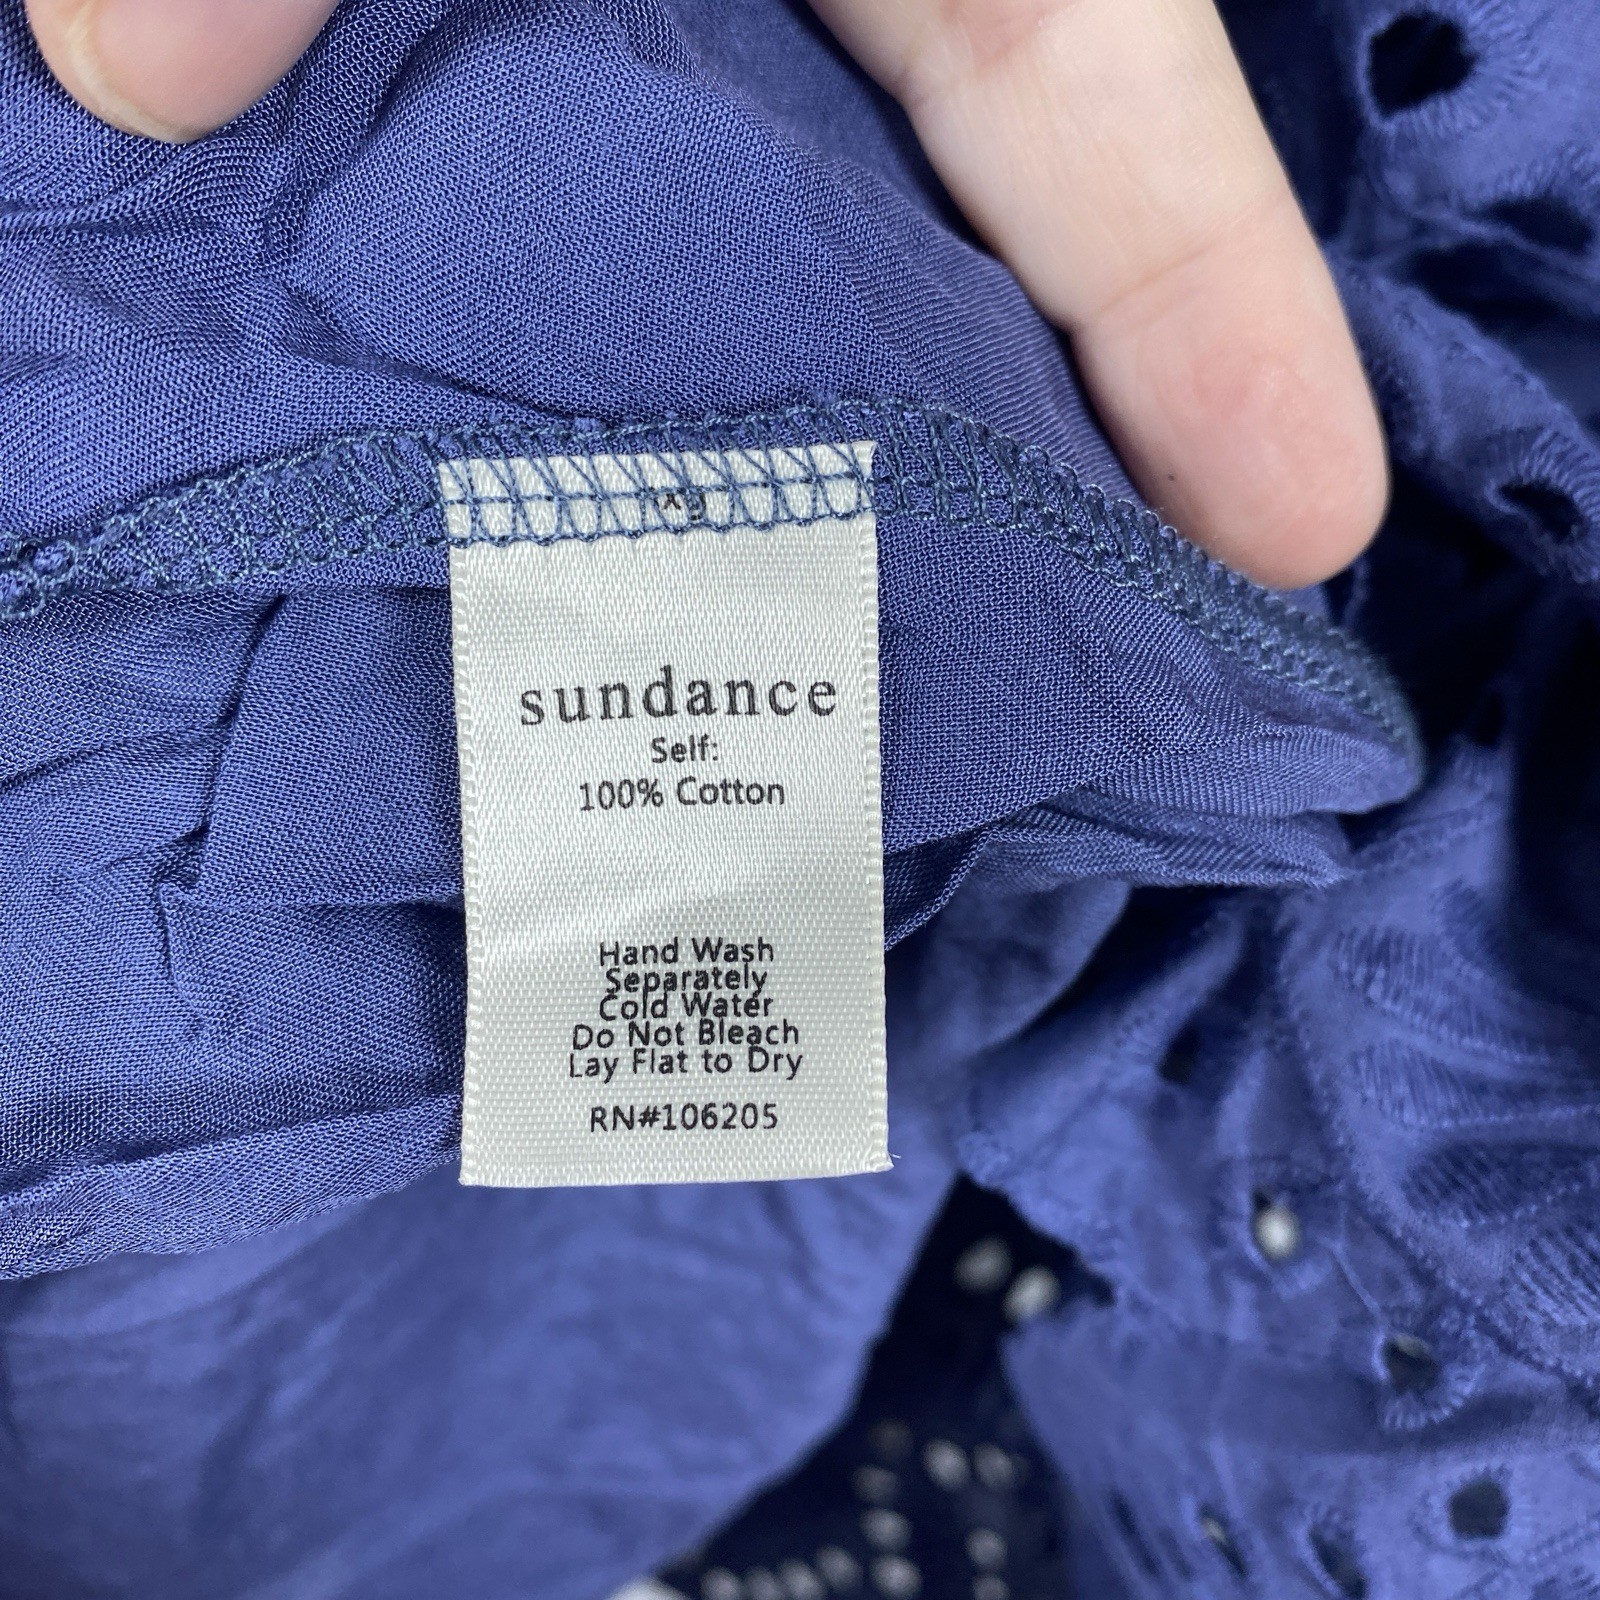 sundance
Self:
100% Cotton
Hand Wash
Separately
Cold Water
Do Not Bleach
Lay Flat to Dry
RN#106205